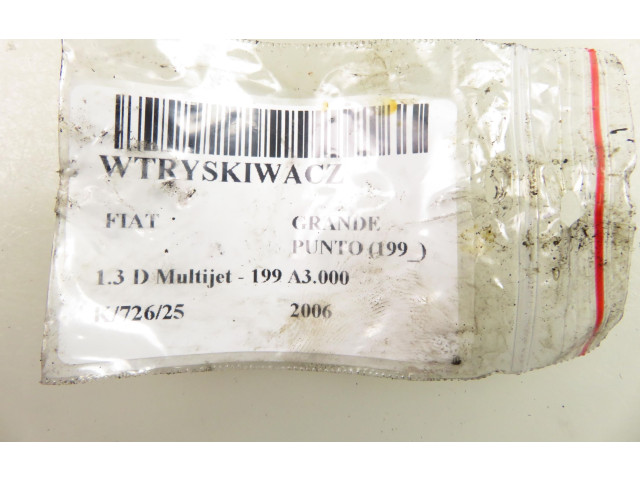 WTRYSKIWACZ
FIAT GRANDE
PUNTO (199_)
1.3 D Multijet - 199 A3.000
K/726/25 2006